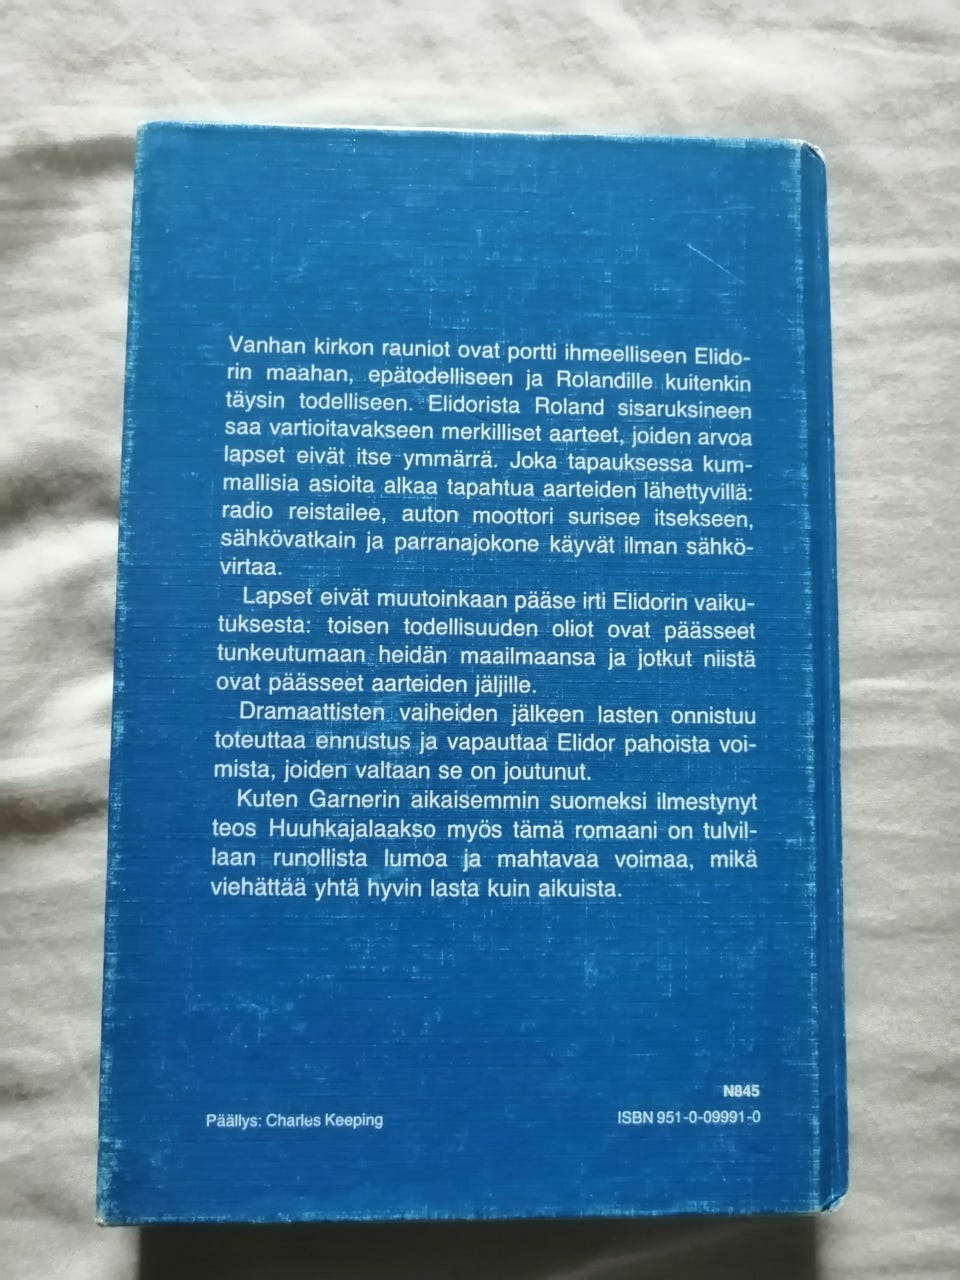 Vanhan kirkon rauniot ovat portti ihmeelliseen Elido-
rin maahan, epätodelliseen ja Rolandille kuitenkin
täysin todelliseen. Elidorista Roland sisaruksineen
saa vartioitavakseen merkilliset aarteet, joiden arvoa
lapset eivät itse ymmärrä. Joka tapauksessa kum-
mallisia asioita alkaa tapahtua aarteiden lähettyvillä:
radio reistailee, auton moottori surisee itsekseen,
sähkövatkain ja parranajokone käyvät ilman sähkö-
virtaa.
Lapset eivät muutoinkaan pääse irti Elidorin vaiku-
tuksesta: toisen todellisuuden oliot ovat päässeet
tunkeutumaan heidän maailmaansa ja jotkut niistä
ovat päässeet aarteiden jäljille.
Dramaattisten vaiheiden jälkeen lasten onnistuu
toteuttaa ennustus ja vapauttaa Elidor pahoista voi-
mista, joiden valtaan se on joutunut.
Kuten Garnerin aikaisemmin suomeksi ilmestynyt
teos Huuhkajalaakso myös tämä romaani on tulvil-
laan runollista lumoa ja mahtavaa voimaa, mikä
viehättää yhtä hyvin lasta kuin aikuista.
N845
Päällys: Charles Keeping
ISBN 951-0-09991-0